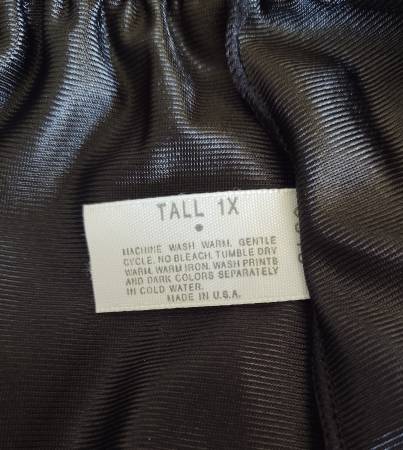 TALL 1X
MACHINE WASH WARM, GENTLE
CYCLE. NO BLEACH. TUMBLE DRY
WARM. WARM IRON. WASH PRINTS
AND DARK COLORS SEPARATELY
IN COLD WATER.
MADE IN U.S.A.